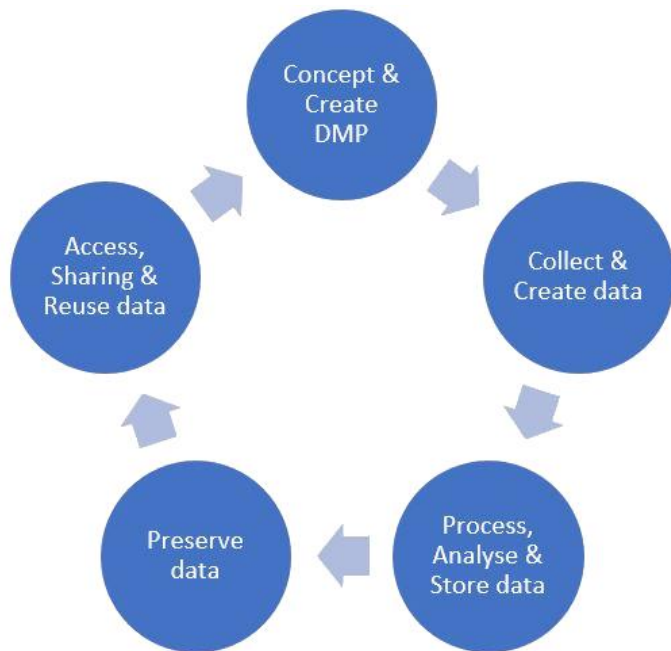 Concept &
Create
DMP
Collect &
Create data
Process,
Analyse &
Store data
Preserve
data
Access,
Sharing &
Reuse data